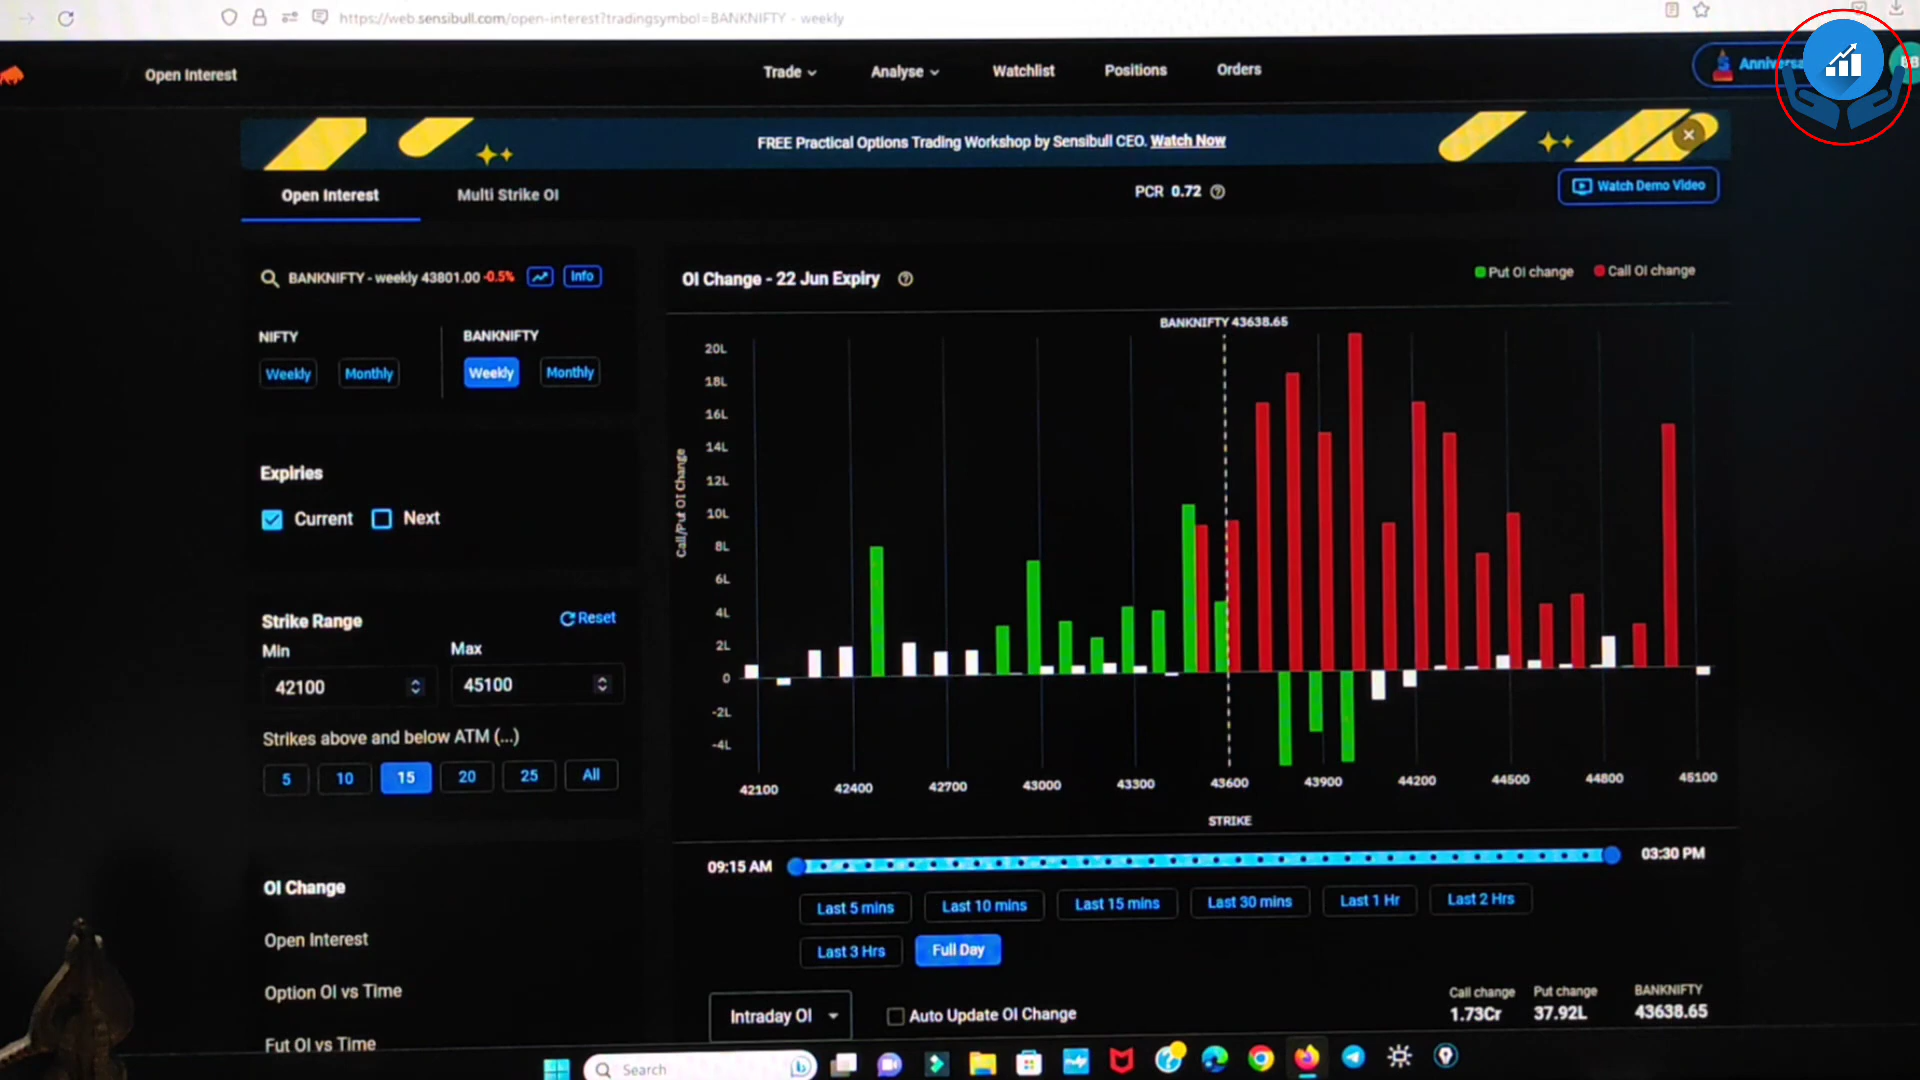 https://web.sensibull.com/open-interest?tradingsymbol=BANKNIFTY - weekly
Open Interest
Trade
Analyse
Watchlist
Positions
Orders
FREE Practical Options Trading Workshop by Sensibull CEO. Watch Now
Open Interest
Multi Strike OI
PCR 0.72
Watch Demo Video
BANKNIFTY - weekly 43801.00 -0.5%
Info
NIFTY
BANKNIFTY
Weekly
Monthly
Weekly
Monthly
Expiries
Current
Next
Strike Range
Reset
Min
Max
42100
45100
Strikes above and below ATM (...)
5
10
15
20
25
All
OI Change
Open Interest
Option OI vs Time
Fut OI vs Time
OI Change - 22 Jun Expiry
Put OI change
Call OI change
BANKNIFTY 43638.65
Call/Put OI Change
20L
18L
16L
14L
12L
10L
8L
6L
4L
2L
0
-2L
-4L
42100
42400
42700
43000
43300
43600
43900
44200
44500
44800
45100
STRIKE
09:15 AM
03:30 PM
Last 5 mins
Last 10 mins
Last 15 mins
Last 30 mins
Last 1 Hr
Last 2 Hrs
Last 3 Hrs
Full Day
Intraday OI
Auto Update OI Change
Call change
Put change
BANKNIFTY
1.73Cr
37.92L
43638.65
Search